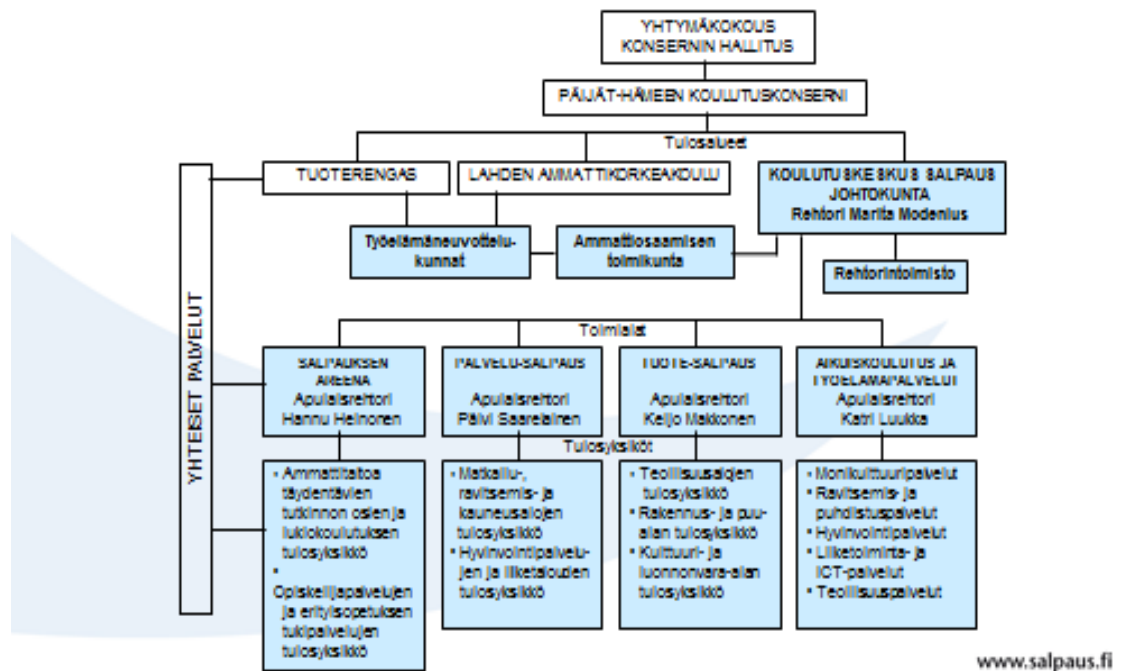 YHTYMÄKOKOUS
KONSERNIN HALLITUS
PÄIJÄT-HÄMEEN KOULUTUSKONSERNI
Tulosalueet
TUOTERENGAS
LAHDEN AMMATTIKORKEAKOULU
KOULUTUSKESKUS SALPAUS
JOHTOKUNTA
Rehtori Marita Modenius
Työelämäneuvottelu-
kunnat
Ammattiosaamisen
toimikunta
Rehtorintoimisto
YHTEISET PALVELUT
Toimialat
SALPAUKSEN
AREENA
Apulaisrehtori
Hannu Heinonen
PALVELU-SALPAUS
Apulaisrehtori
Päivi Saarelainen
TUOTE-SALPAUS
Apulaisrehtori
Keijo Makkonen
AIKUISKOULUTUS JA
TYÖELÄMÄPALVELUT
Apulaisrehtori
Katri Luukka
Tulosyksiköt
▪ Ammattitaitoa
täydentävien
tutkinnon osien ja
lukiokoulutuksen
tulosyksikkö
▪
Opiskelijapalvelujen
ja erityisopetuksen
tukipalvelujen
tulosyksikkö
▪ Matkailu-,
ravitsemis- ja
kauneusalojen
tulosyksikkö
▪ Hyvinvointipalvelu-
jen ja liiketalouden
tulosyksikkö
▪ Teollisuusalojen
tulosyksikkö
▪ Rakennus- ja puu-
alan tulosyksikkö
▪ Kulttuuri- ja
luonnonvara-alan
tulosyksikkö
▪ Monikulttuuripalvelut
▪ Ravitsemis- ja
puhdistuspalvelut
▪ Hyvinvointipalvelut
▪ Liiketoiminta- ja
ICT-palvelut
▪ Teollisuuspalvelut
www.salpaus.fi